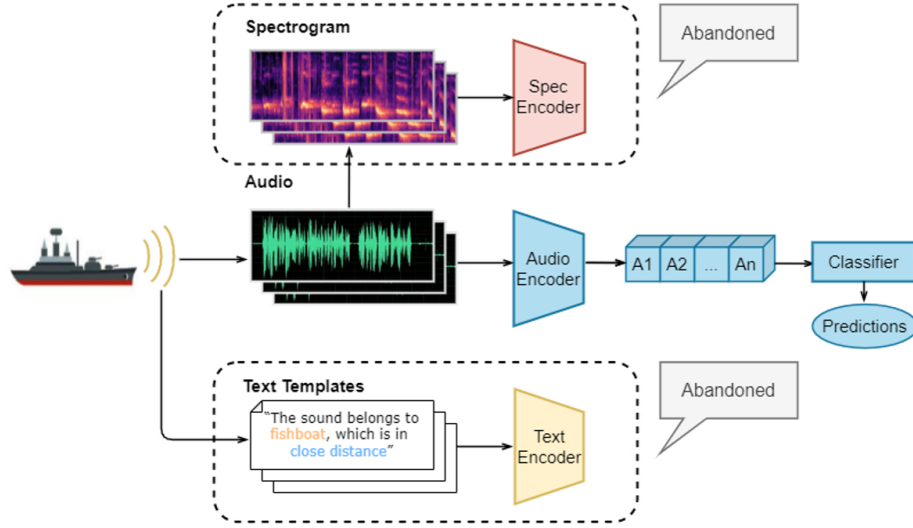 Spectrogram
Abandoned
Spec
Encoder
Audio
Audio
Encoder
A1 A2 ... An
Classifier
Predictions
Text Templates
Abandoned
"The sound belongs to
fishboat, which is in
close distance"
Text
Encoder